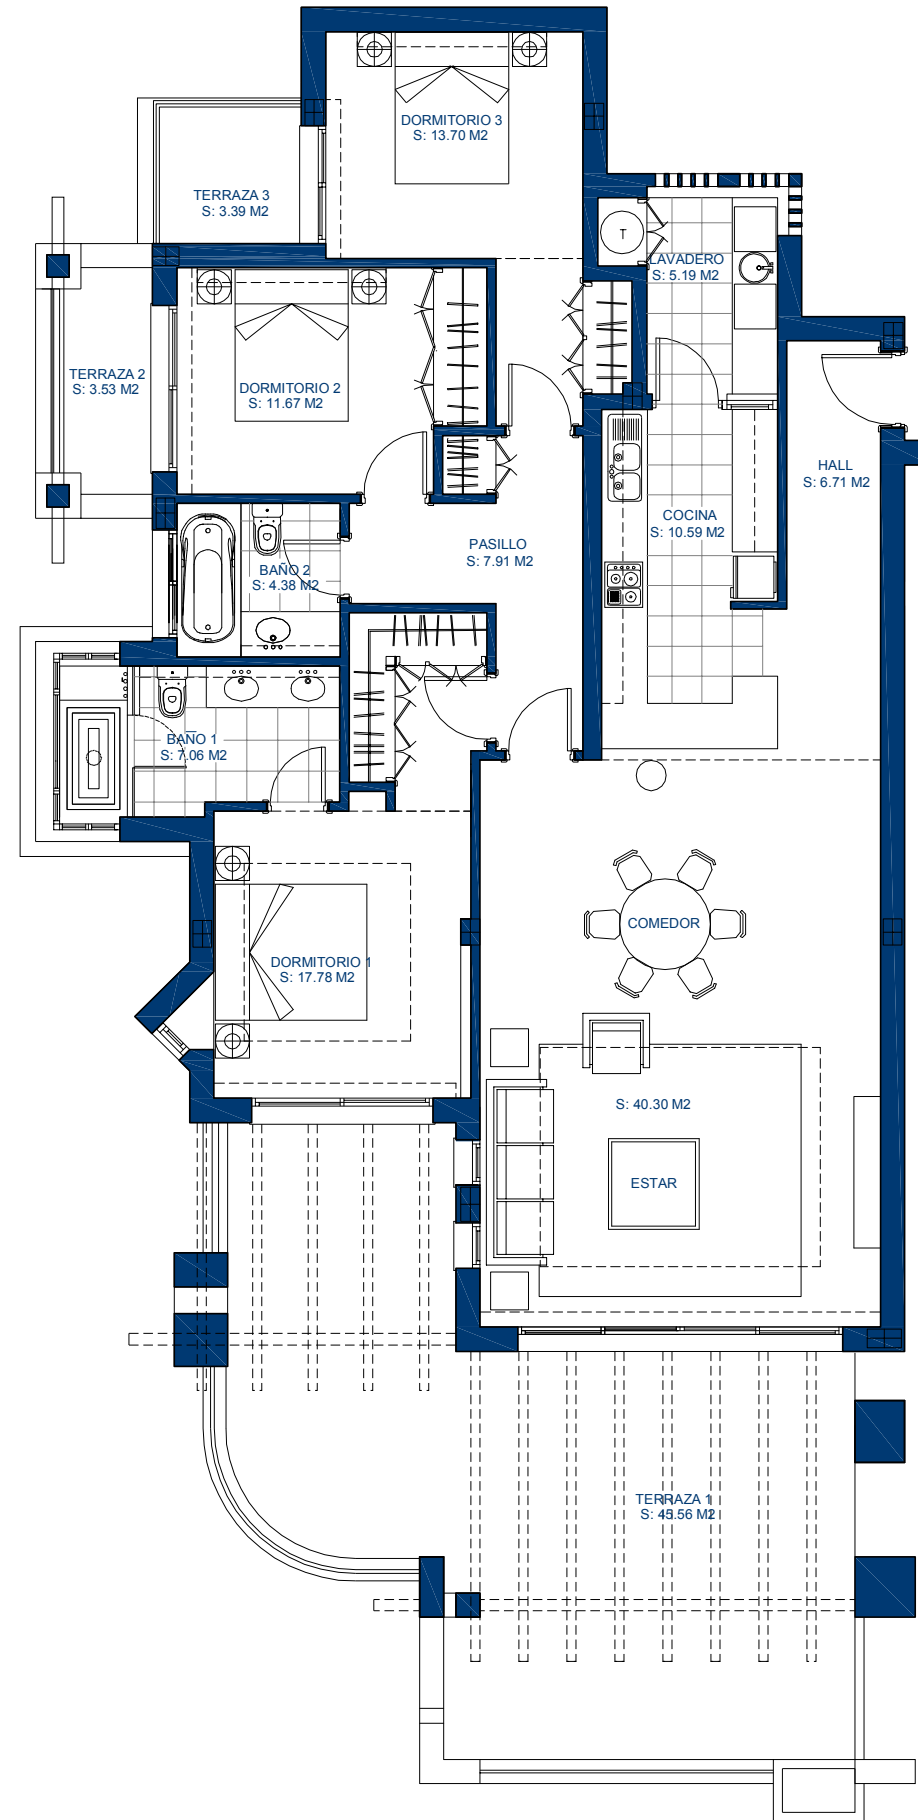 DORMITORIO 3
S: 13.70 M2
TERRAZA 3
S: 3.39 M2
T
LAVADERO
S: 5.19 M2
TERRAZA 2
S: 3.53 M2
DORMITORIO 2
S: 11.67 M2
HALL
S: 6.71 M2
COCINA
S: 10.59 M2
PASILLO
S: 7.91 M2
BAÑO 2
S: 4.38 M2
BAÑO 1
S: 7.06 M2
COMEDOR
DORMITORIO 1
S: 17.78 M2
S: 40.30 M2
ESTAR
TERRAZA 1
S: 45.56 M2